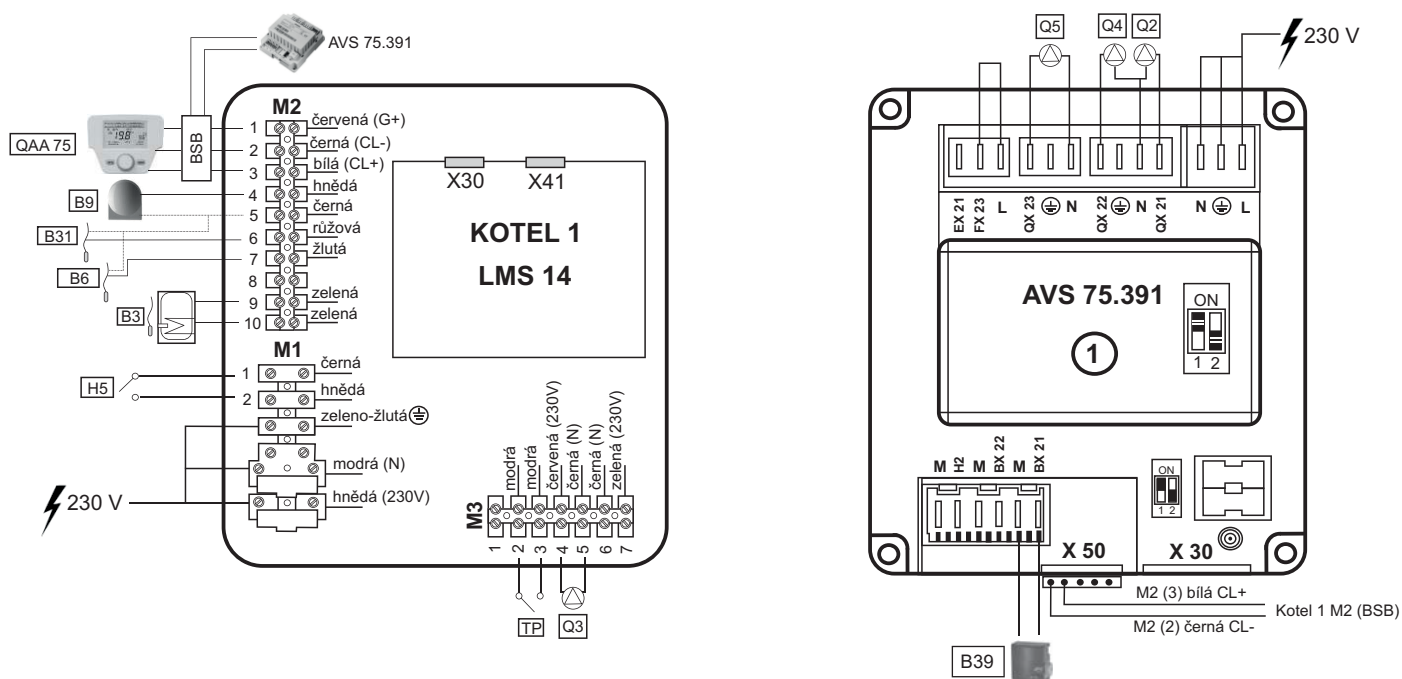 AVS 75.391
QAA 75
BSB
B9
B31
B6
B3
H5
230 V
M2
1 červená (G+)
2 černá (CL-)
3 bílá (CL+)
4 hnědá
5 černá
6 růžová
7 žlutá
8
9 zelená
10 zelená
M1
1 černá
2 hnědá
zeleno-žlutá
modrá (N)
hnědá (230V)
X30 X41
KOTEL 1
LMS 14
modrá
modrá
červená (230V)
černá (N)
černá (N)
zelená (230V)
M3
1 2 3 4 5 6 7
TP Q3
Q5 Q4 Q2
230 V
EX 21
FX 23
L
QX 23
N
QX 22
N
QX 21
N
L
AVS 75.391
1
ON
1 2
M
H2
M
BX 22
M
BX 21
ON
1 2
X 50 X 30
M2 (3) bílá CL+
Kotel 1 M2 (BSB)
M2 (2) černá CL-
B39